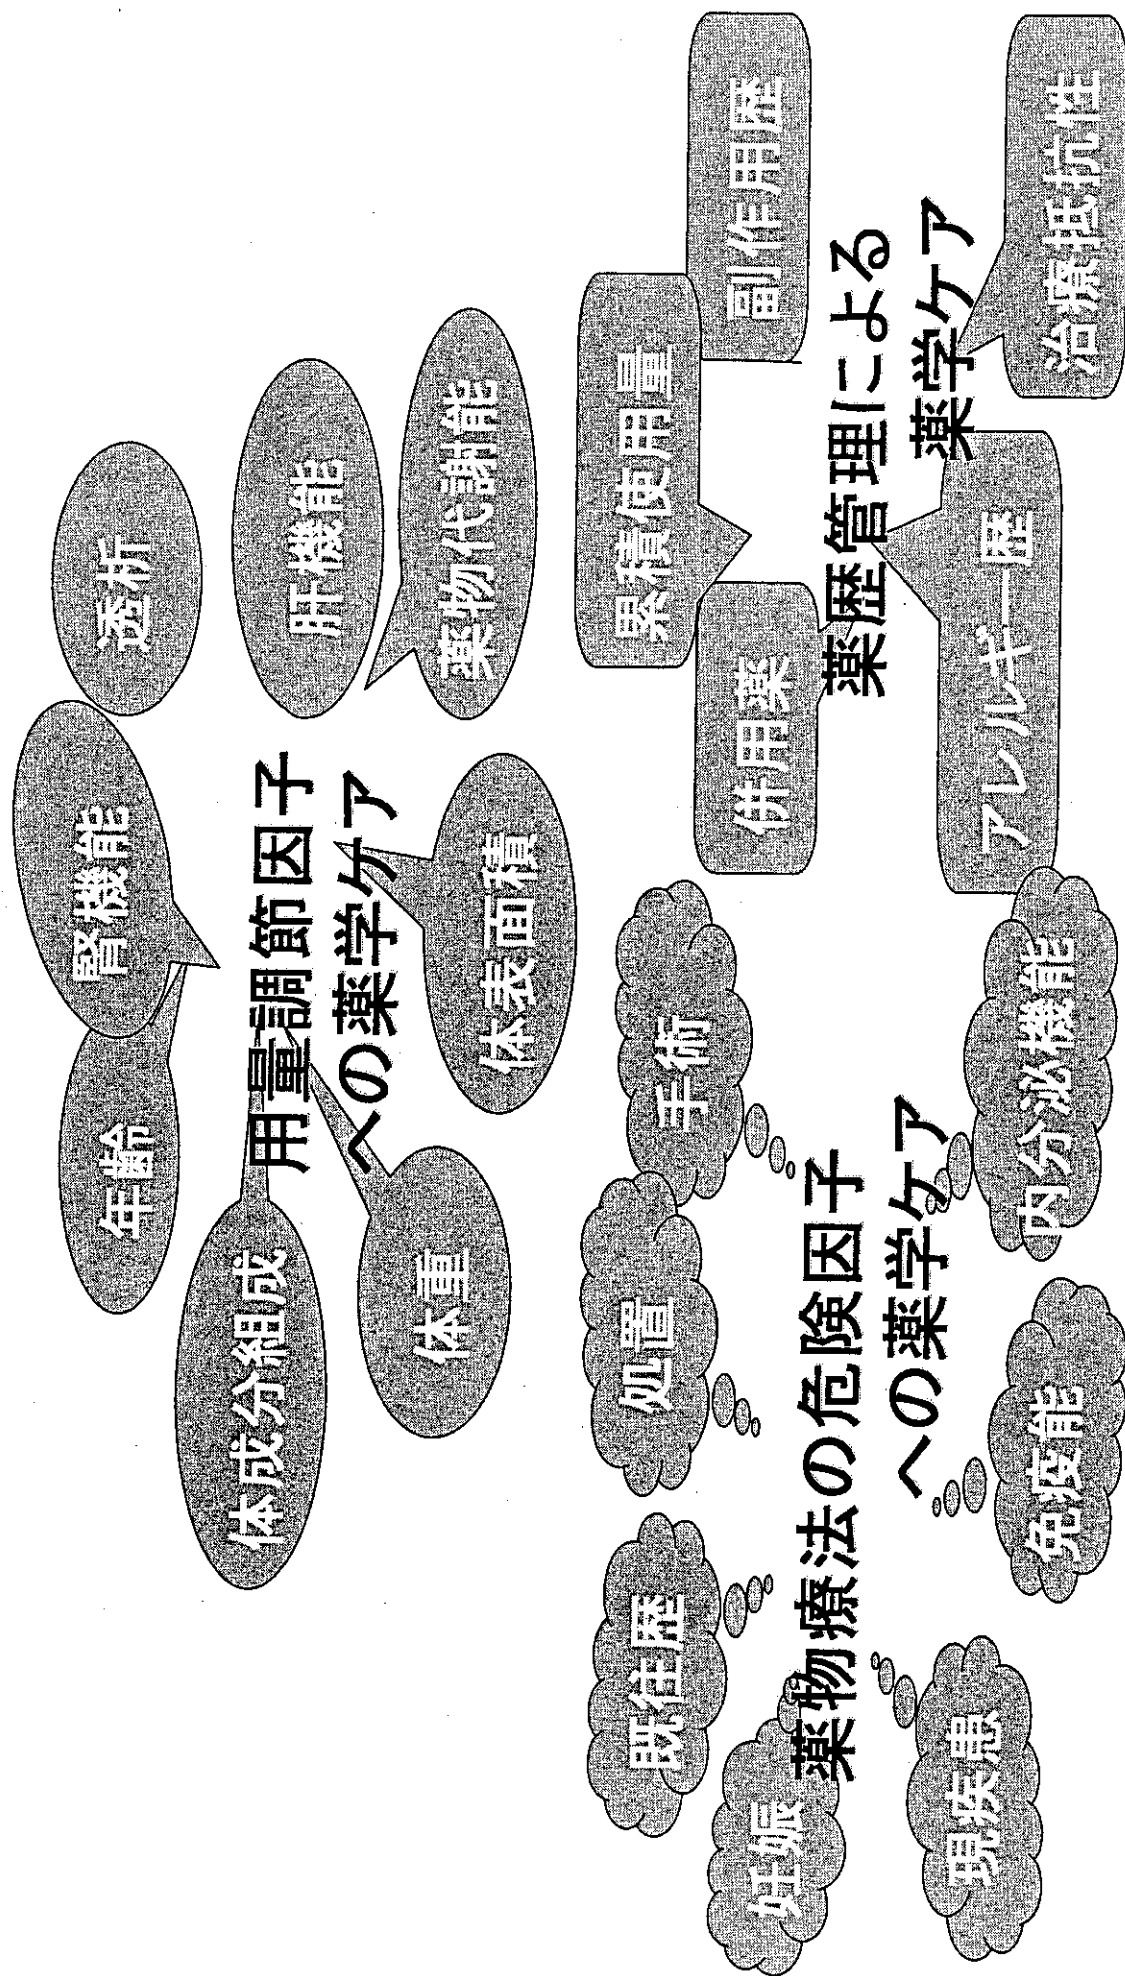 透析
腎機能
年齢
体成分組成
体重
体表面積
薬物代謝能
肝機能
用量調節因子
への薬学ケア
手術
処置
既往歴
妊娠
現疾患
免疫能
内分泌機能
薬物療法の危険因子
への薬学ケア
副作用歴
累積使用量
併用薬
アレルギー歴
治療抵抗性
薬歴管理による
薬学ケア